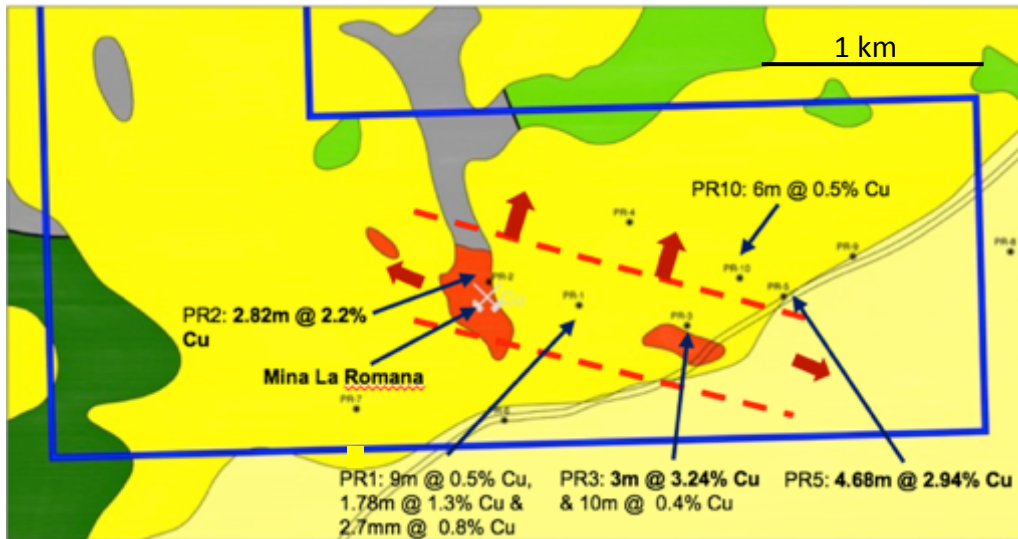 1 km
PR10: 6m @ 0.5% Cu
PR-4
PR-9
PR-8
PR-10
PR-2
PR-5
PR-1
PR2: 2.82m @ 2.2%
Cu
PR-3
Mina La Romana
PR-7
PR1: 9m @ 0.5% Cu,
1.78m @ 1.3% Cu &
2.7mm @ 0.8% Cu
PR3: 3m @ 3.24% Cu
& 10m @ 0.4% Cu
PR5: 4.68m @ 2.94% Cu